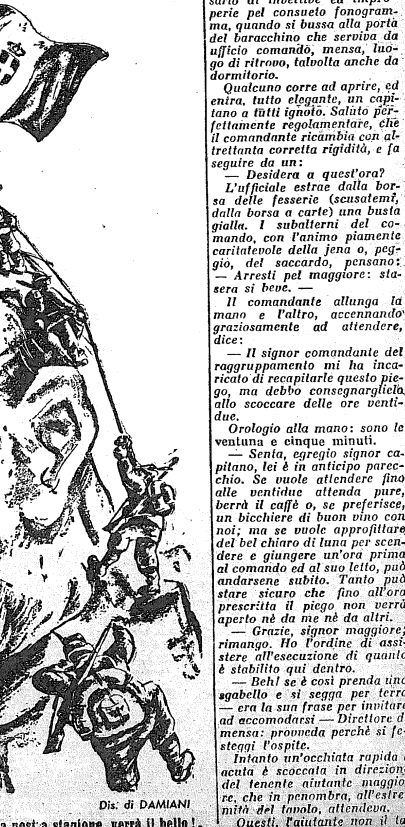 sario di invettive ed impro-
perie pel consueto fonogram-
ma, quando si bussa alla porta
del baracchino che serviva da
ufficio comando, mensa, luo-
go di ritrovo, talvolta anche da
dormitorio.
Qualcuno corre ad aprire, ed
entra, tutto elegante, un capi-
tano a tutti ignoto. Saluto per-
fettamente regolamentare, che
il comandante ricambia con al-
trettanta corretta rigidità, e fa
seguire da un:
— Desidera a quest'ora?
L'ufficiale estrae dalla bor-
sa delle fesserie (scusatemi,
dalla borsa a carte) una busta
gialla. I subalterni del co-
mando, con l'animo piamente
caritatevole della jena o, peg-
gio, del saccardo, pensano:
— Arresti pel maggiore: sta-
sera si beve. —
Il comandante allunga la
mano e l'altro, accennando
graziosamente ad attendere,
dice:
— Il signor comandante del
raggruppamento mi ha inca-
ricato di recapitarle questo pie-
go, ma debbo consegnarglielo
allo scoccare delle ore venti-
due.
Orologio alla mano: sono le
ventuna e cinque minuti.
— Senta, egregio signor ca-
pitano, lei è in anticipo parec-
chio. Se vuole attendere fino
alle ventidue attenda pure,
berrà il caffè o, se preferisce,
un bicchiere di buon vino con
noi; ma se vuole approfittare
del bel chiaro di luna per scen-
dere e giungere un'ora prima
al comando ed al suo letto, può
andarsene subito. Tanto può
stare sicuro che fino all'ora
prescritta il piego non verrà
aperto nè da me nè da altri.
— Grazie, signor maggiore;
rimango. Ho l'ordine di assi-
stere all'esecuzione di quanto
è stabilito qui dentro.
— Beh! se è così prenda uno
sgabello e si segga per terra
— era la sua frase per invitare
ad accomodarsi — Direttore d
mensa: provveda perchè si fe-
steggi l'ospite.
Intanto un'occhiata rapida
acuta è scoccata in direzion
del tenente aiutante maggio
re, che in penombra, all'estre
mità del tavolo, attendeva.
Questi, l'aiutante non il la
Dis. di DAMIANI
a stagione, verrà il bello!